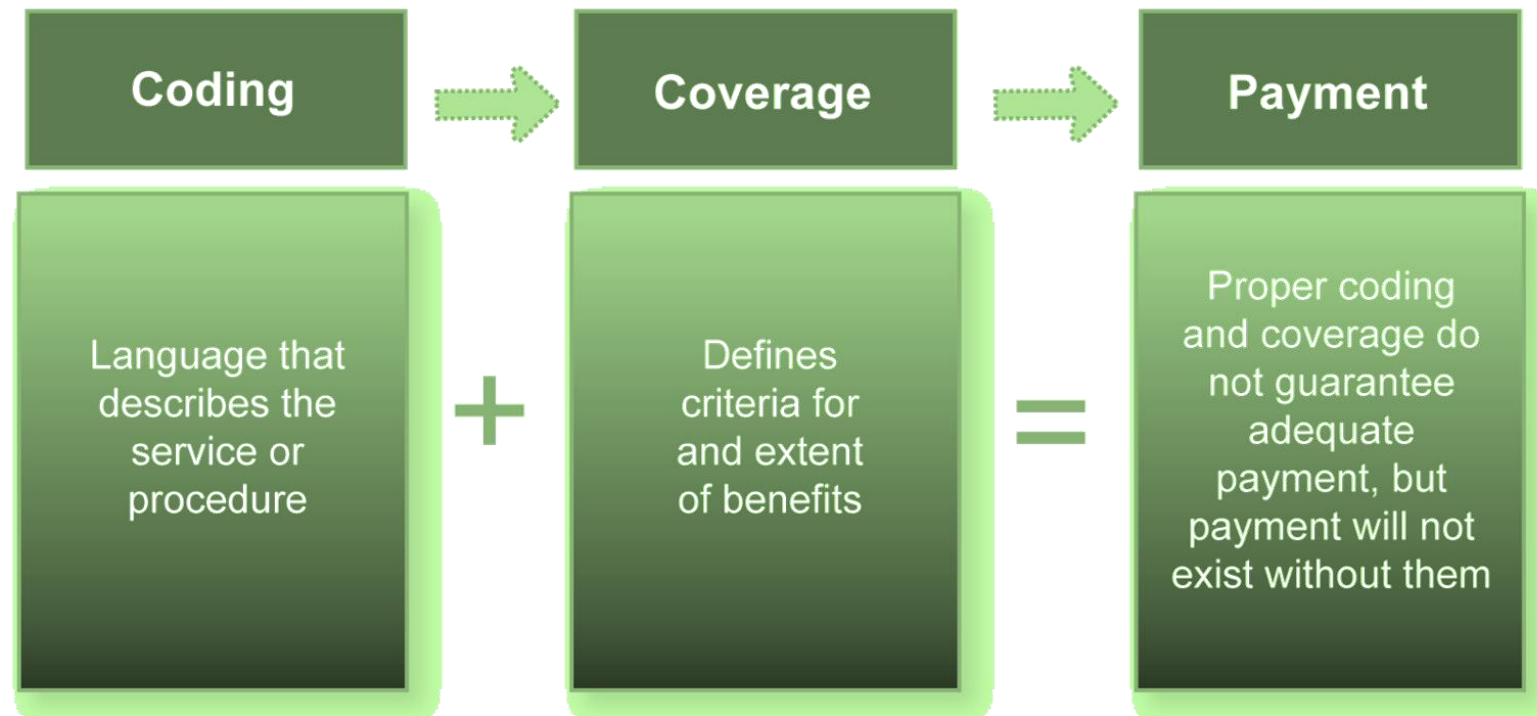 Coding
Coverage
Payment
Language that
describes the
service or
procedure
+
Defines
criteria for
and extent
of benefits
=
Proper coding
and coverage do
not guarantee
adequate
payment, but
payment will not
exist without them